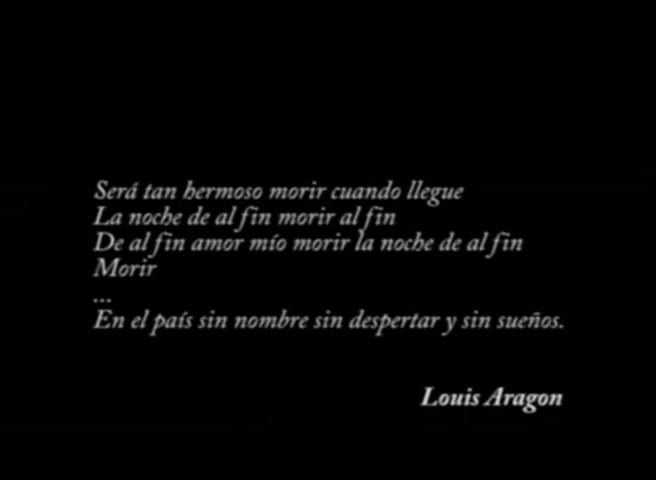 Será tan hermoso morir cuando llegue
La noche de al fin morir al fin
De al fin amor mío morir la noche de al fin
Morir
...
En el país sin nombre sin despertar y sin sueños.
Louis Aragon